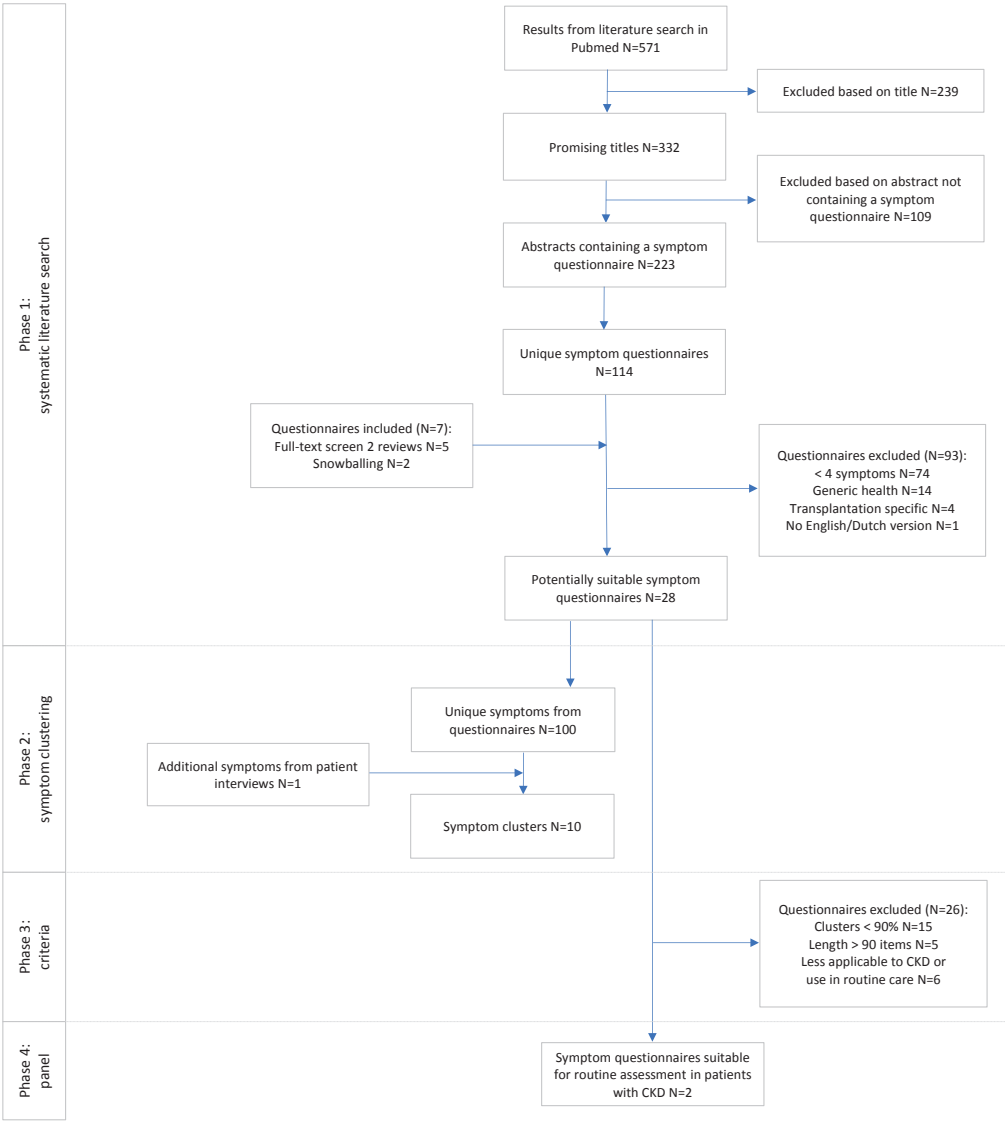 Phase 1:
systematic literature search
Results from literature search in
Pubmed N=571
Excluded based on title N=239
Promising titles N=332
Excluded based on abstract not
containing a symptom
questionnaire N=109
Abstracts containing a symptom
questionnaire N=223
Unique symptom questionnaires
N=114
Questionnaires included (N=7):
Full-text screen 2 reviews N=5
Snowballing N=2
Questionnaires excluded (N=93):
< 4 symptoms N=74
Generic health N=14
Transplantation specific N=4
No English/Dutch version N=1
Potentially suitable symptom
questionnaires N=28
Phase 2:
symptom clustering
Unique symptoms from
questionnaires N=100
Additional symptoms from patient
interviews N=1
Symptom clusters N=10
Phase 3:
criteria
Questionnaires excluded (N=26):
Clusters < 90% N=15
Length > 90 items N=5
Less applicable to CKD or
use in routine care N=6
Phase 4:
panel
Symptom questionnaires suitable
for routine assessment in patients
with CKD N=2